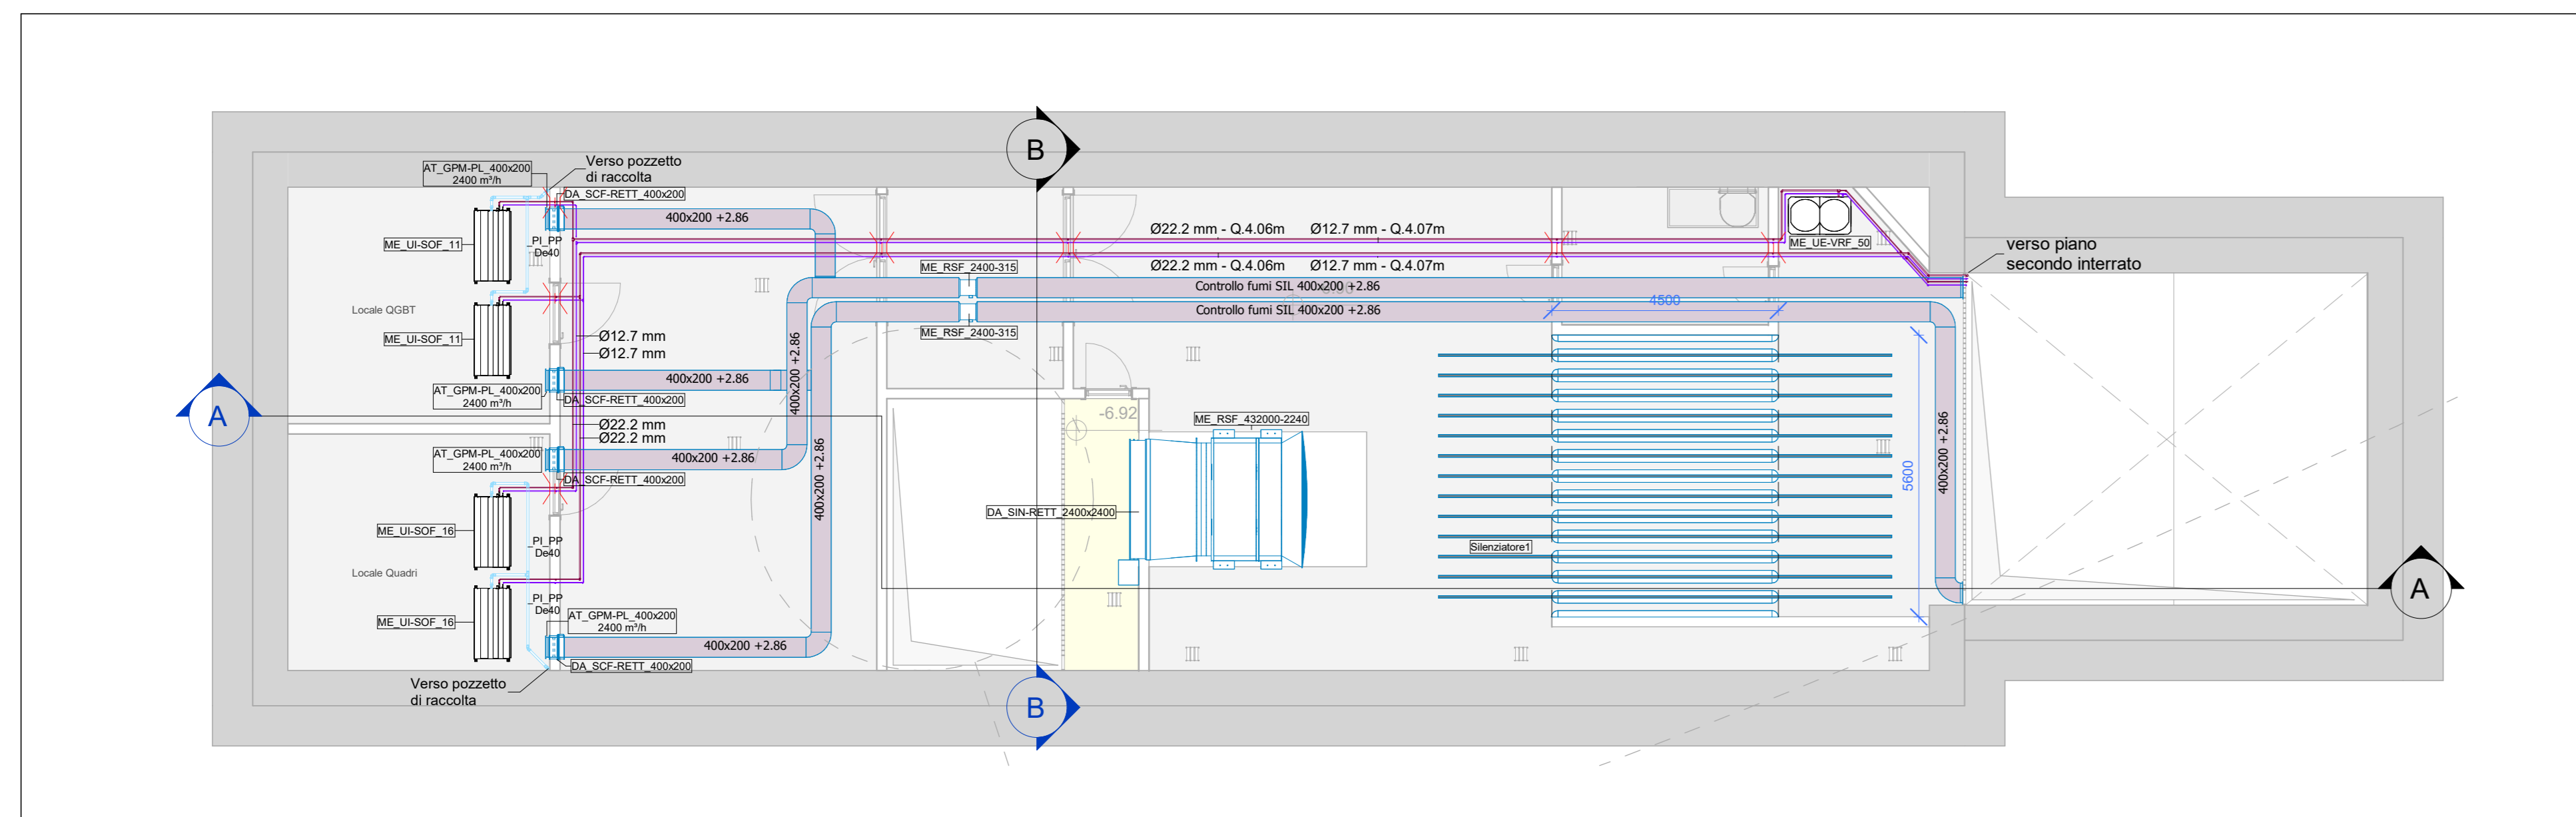 B
Verso pozzetto
di raccolta
AT_GPM-PL_400x200
2400 m³/h
DA_SCF-RETT_400x200
400x200 +2.86
ME_UI-SOF_11
_PI_PP
De40
Ø22.2 mm - Q.4.06m
Ø12.7 mm - Q.4.07m
ME_UE-VRF_50
verso piano
secondo interrato
Ø22.2 mm - Q.4.06m
Ø12.7 mm - Q.4.07m
ME_RSF_2400-315
Controllo fumi SIL 400x200 +2.86
4500
Locale QGBT
Controllo fumi SIL 400x200 +2.86
ME_RSF_2400-315
ME_UI-SOF_11
Ø12.7 mm
Ø12.7 mm
400x200 +2.86
400x200 +2.86
AT_GPM-PL_400x200
2400 m³/h
DA_SCF-RETT_400x200
A
-6.92
ME_RSF_432000-2240
Ø22.2 mm
Ø22.2 mm
400x200 +2.86
AT_GPM-PL_400x200
2400 m³/h
400x200 +2.86
400x200 +2.86
5600
DA_SCF-RETT_400x200
DA_SIN-RETT_2400x2400
ME_UI-SOF_16
_PI_PP
De40
Silenziatore1
Locale Quadri
A
_PI_PP
De40
ME_UI-SOF_16
AT_GPM-PL_400x200
2400 m³/h
400x200 +2.86
DA_SCF-RETT_400x200
Verso pozzetto
di raccolta
B